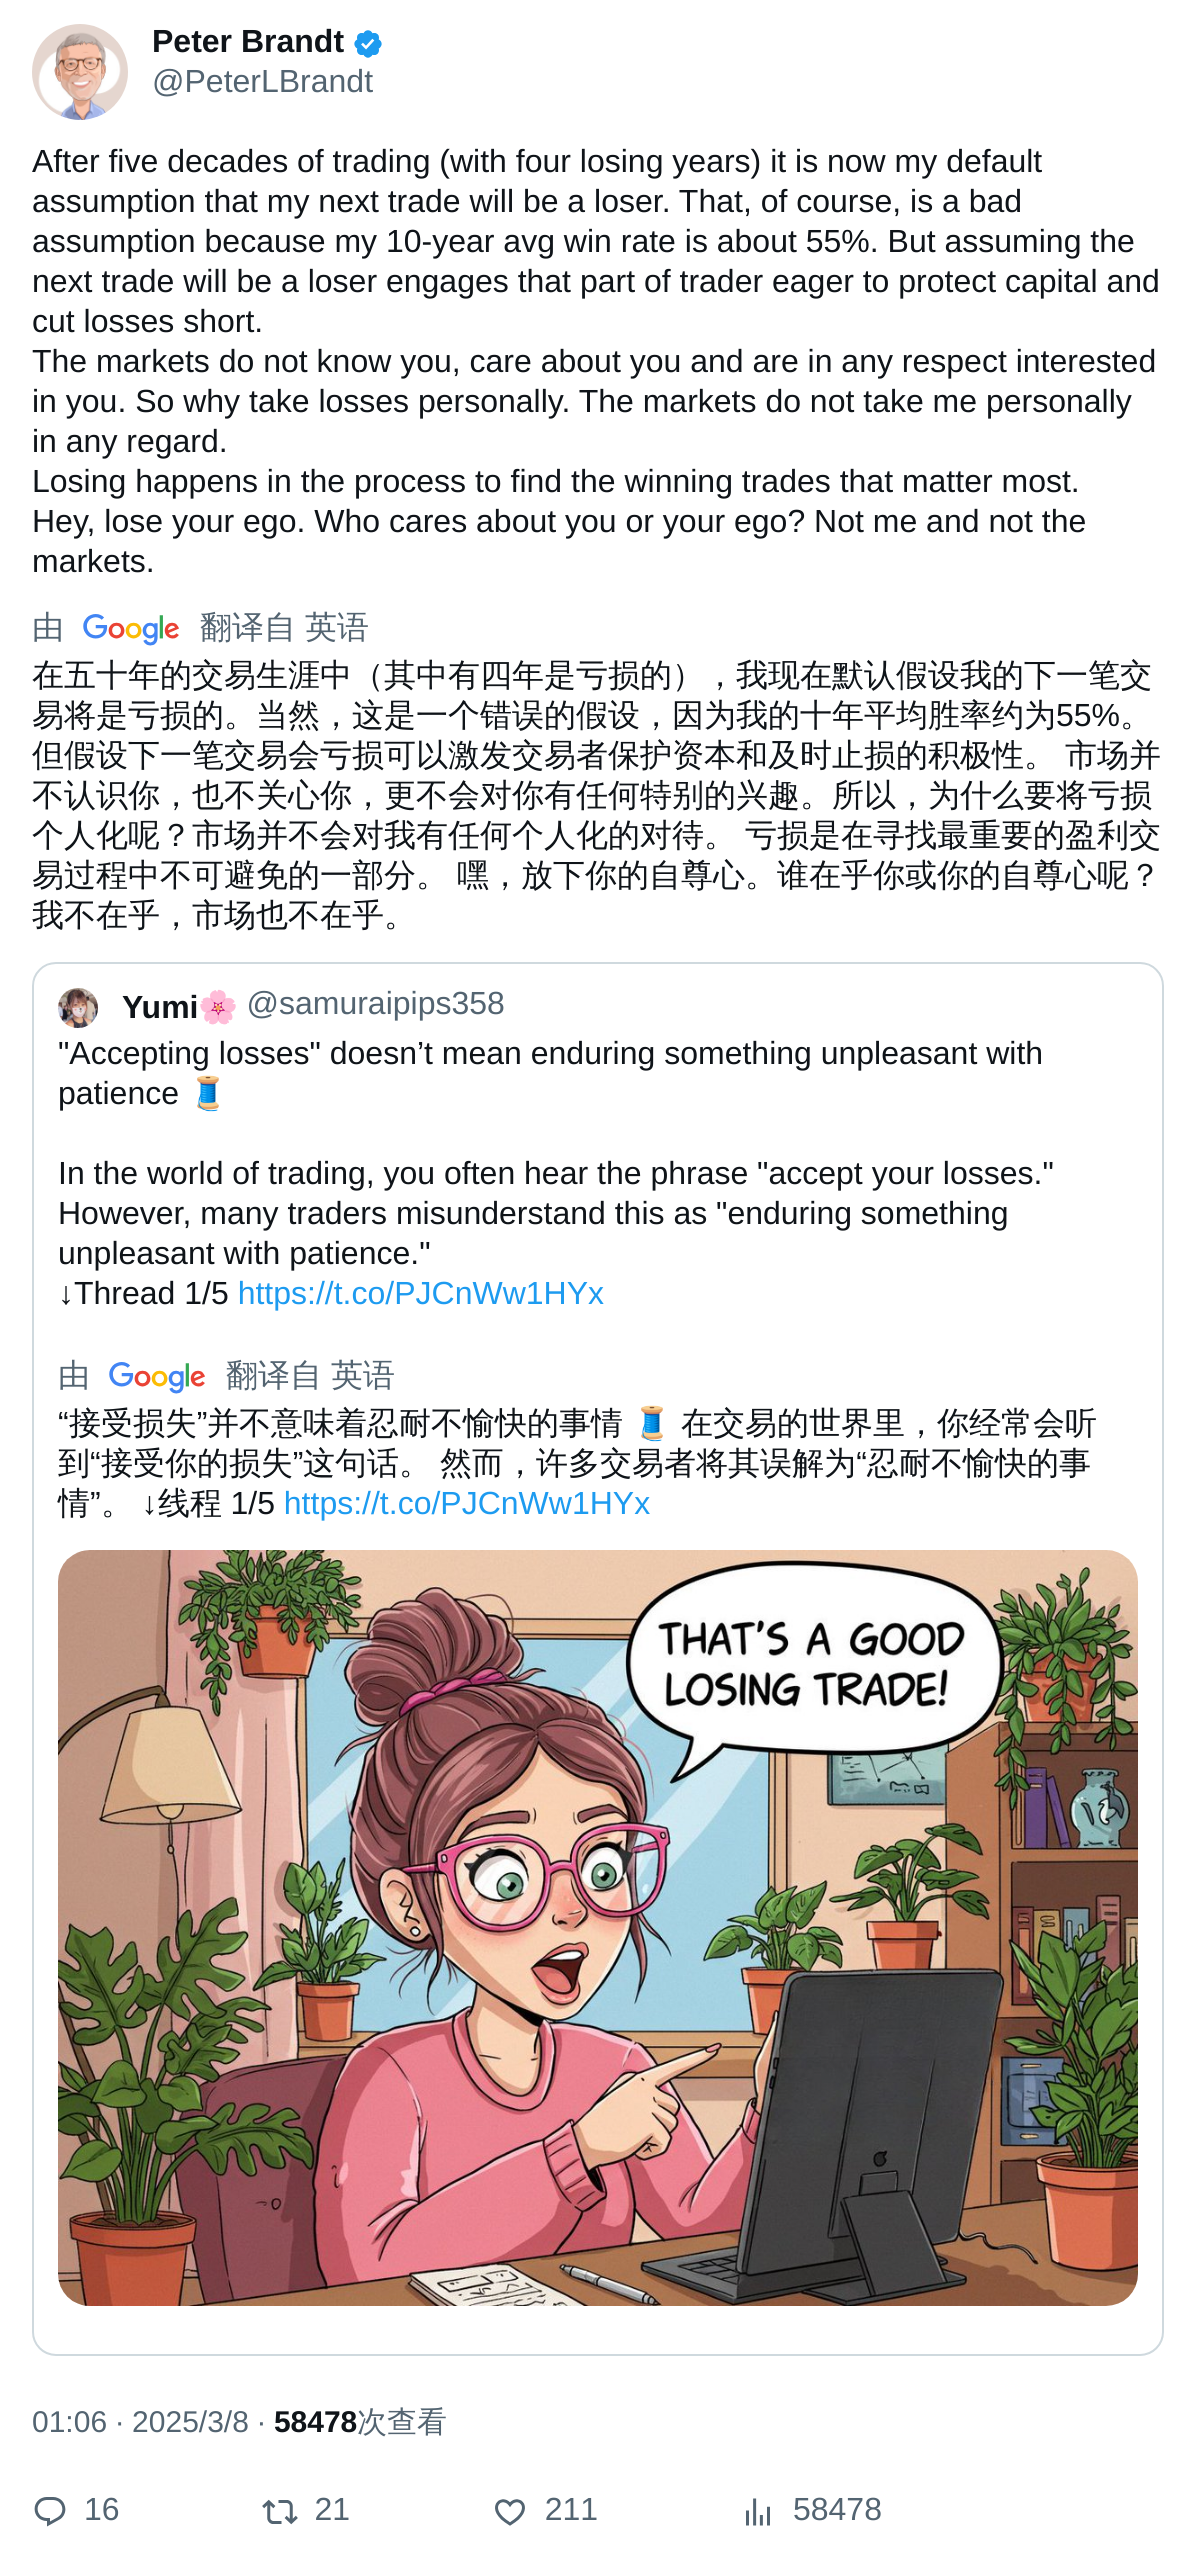 Peter Brandt
@PeterLBrandt
After five decades of trading (with four losing years) it is now my default
assumption that my next trade will be a loser. That, of course, is a bad
assumption because my 10-year avg win rate is about 55%. But assuming the
next trade will be a loser engages that part of trader eager to protect capital and
cut losses short.
The markets do not know you, care about you and are in any respect interested
in you. So why take losses personally. The markets do not take me personally
in any regard.
Losing happens in the process to find the winning trades that matter most.
Hey, lose your ego. Who cares about you or your ego? Not me and not the
markets.
由 Google 翻译自 英语
在五十年的交易生涯中（其中有四年是亏损的），我现在默认假设我的下一笔交
易将是亏损的。当然，这是一个错误的假设，因为我的十年平均胜率约为55%。
但假设下一笔交易会亏损可以激发交易者保护资本和及时止损的积极性。 市场并
不认识你，也不关心你，更不会对你有任何特别的兴趣。所以，为什么要将亏损
个人化呢？市场并不会对我有任何个人化的对待。 亏损是在寻找最重要的盈利交
易过程中不可避免的一部分。 嘿，放下你的自尊心。谁在乎你或你的自尊心呢？
我不在乎，市场也不在乎。
Yumi🌸 @samuraipips358
"Accepting losses" doesn’t mean enduring something unpleasant with
patience 🧵
In the world of trading, you often hear the phrase "accept your losses."
However, many traders misunderstand this as "enduring something
unpleasant with patience."
↓Thread 1/5 https://t.co/PJCnWw1HYx
由 Google 翻译自 英语
“接受损失”并不意味着忍耐不愉快的事情 🧵 在交易的世界里，你经常会听
到“接受你的损失”这句话。 然而，许多交易者将其误解为“忍耐不愉快的事
情”。 ↓线程 1/5 https://t.co/PJCnWw1HYx
THAT'S A GOOD
LOSING TRADE!
01:06 · 2025/3/8 · 58478次查看
16 21 211 58478